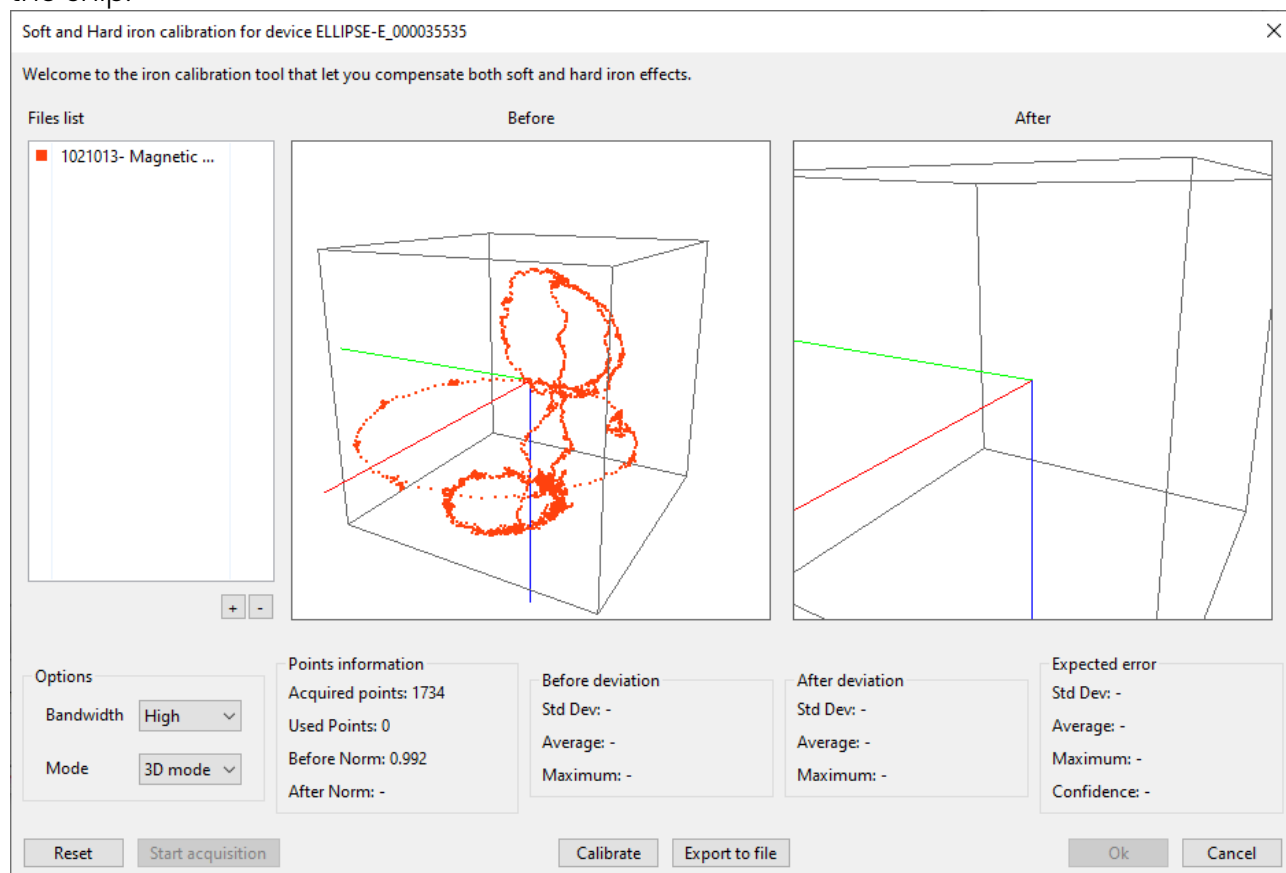 the chip.
Soft and Hard iron calibration for device ELLIPSE-E_000035535
Welcome to the iron calibration tool that let you compensate both soft and hard iron effects.
Files list
Before
After
1021013- Magnetic ...
+ -
Options
Bandwidth High
Mode 3D mode
Points information
Acquired points: 1734
Used Points: 0
Before Norm: 0.992
After Norm: -
Before deviation
Std Dev: -
Average: -
Maximum: -
After deviation
Std Dev: -
Average: -
Maximum: -
Expected error
Std Dev: -
Average: -
Maximum: -
Confidence: -
Reset
Start acquisition
Calibrate
Export to file
Ok
Cancel